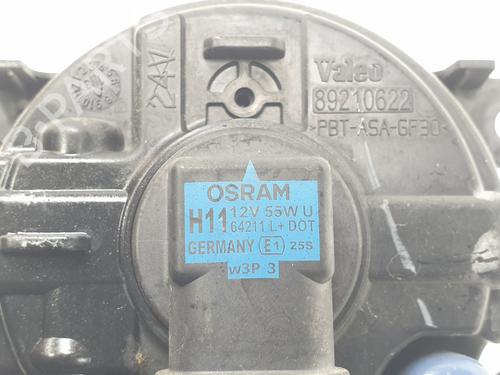 Valeo
89210622
>PBT-ASA-GF30<
OSRAM
H11 12V 55W U
64211 L+ DOT
GERMANY E1 25S
W3P 3